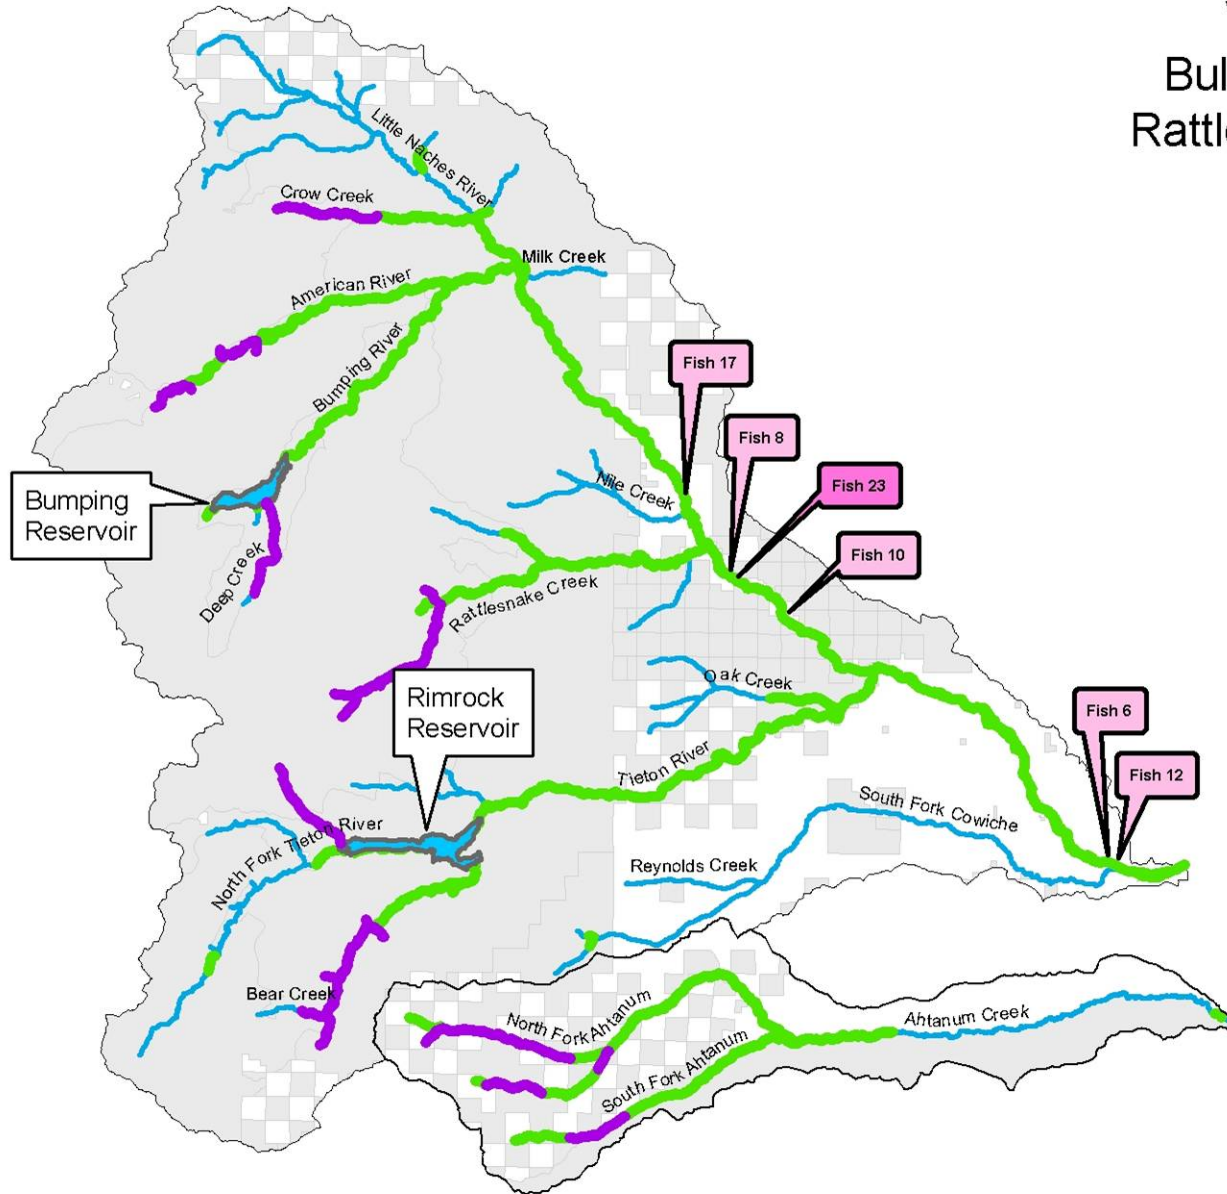 Bul
Rattl
Little Naches River
Crow Creek
Milk Creek
American River
Bumping River
Fish 17
Fish 8
Fish 23
Fish 10
Nile Creek
Bumping
Reservoir
Deep Creek
Rattlesnake Creek
Rimrock
Reservoir
Oak Creek
Fish 6
Fish 12
Tieton River
South Fork Cowiche
North Fork Tieton River
Reynolds Creek
Bear Creek
North Fork Ahtanum
South Fork Ahtanum
Ahtanum Creek